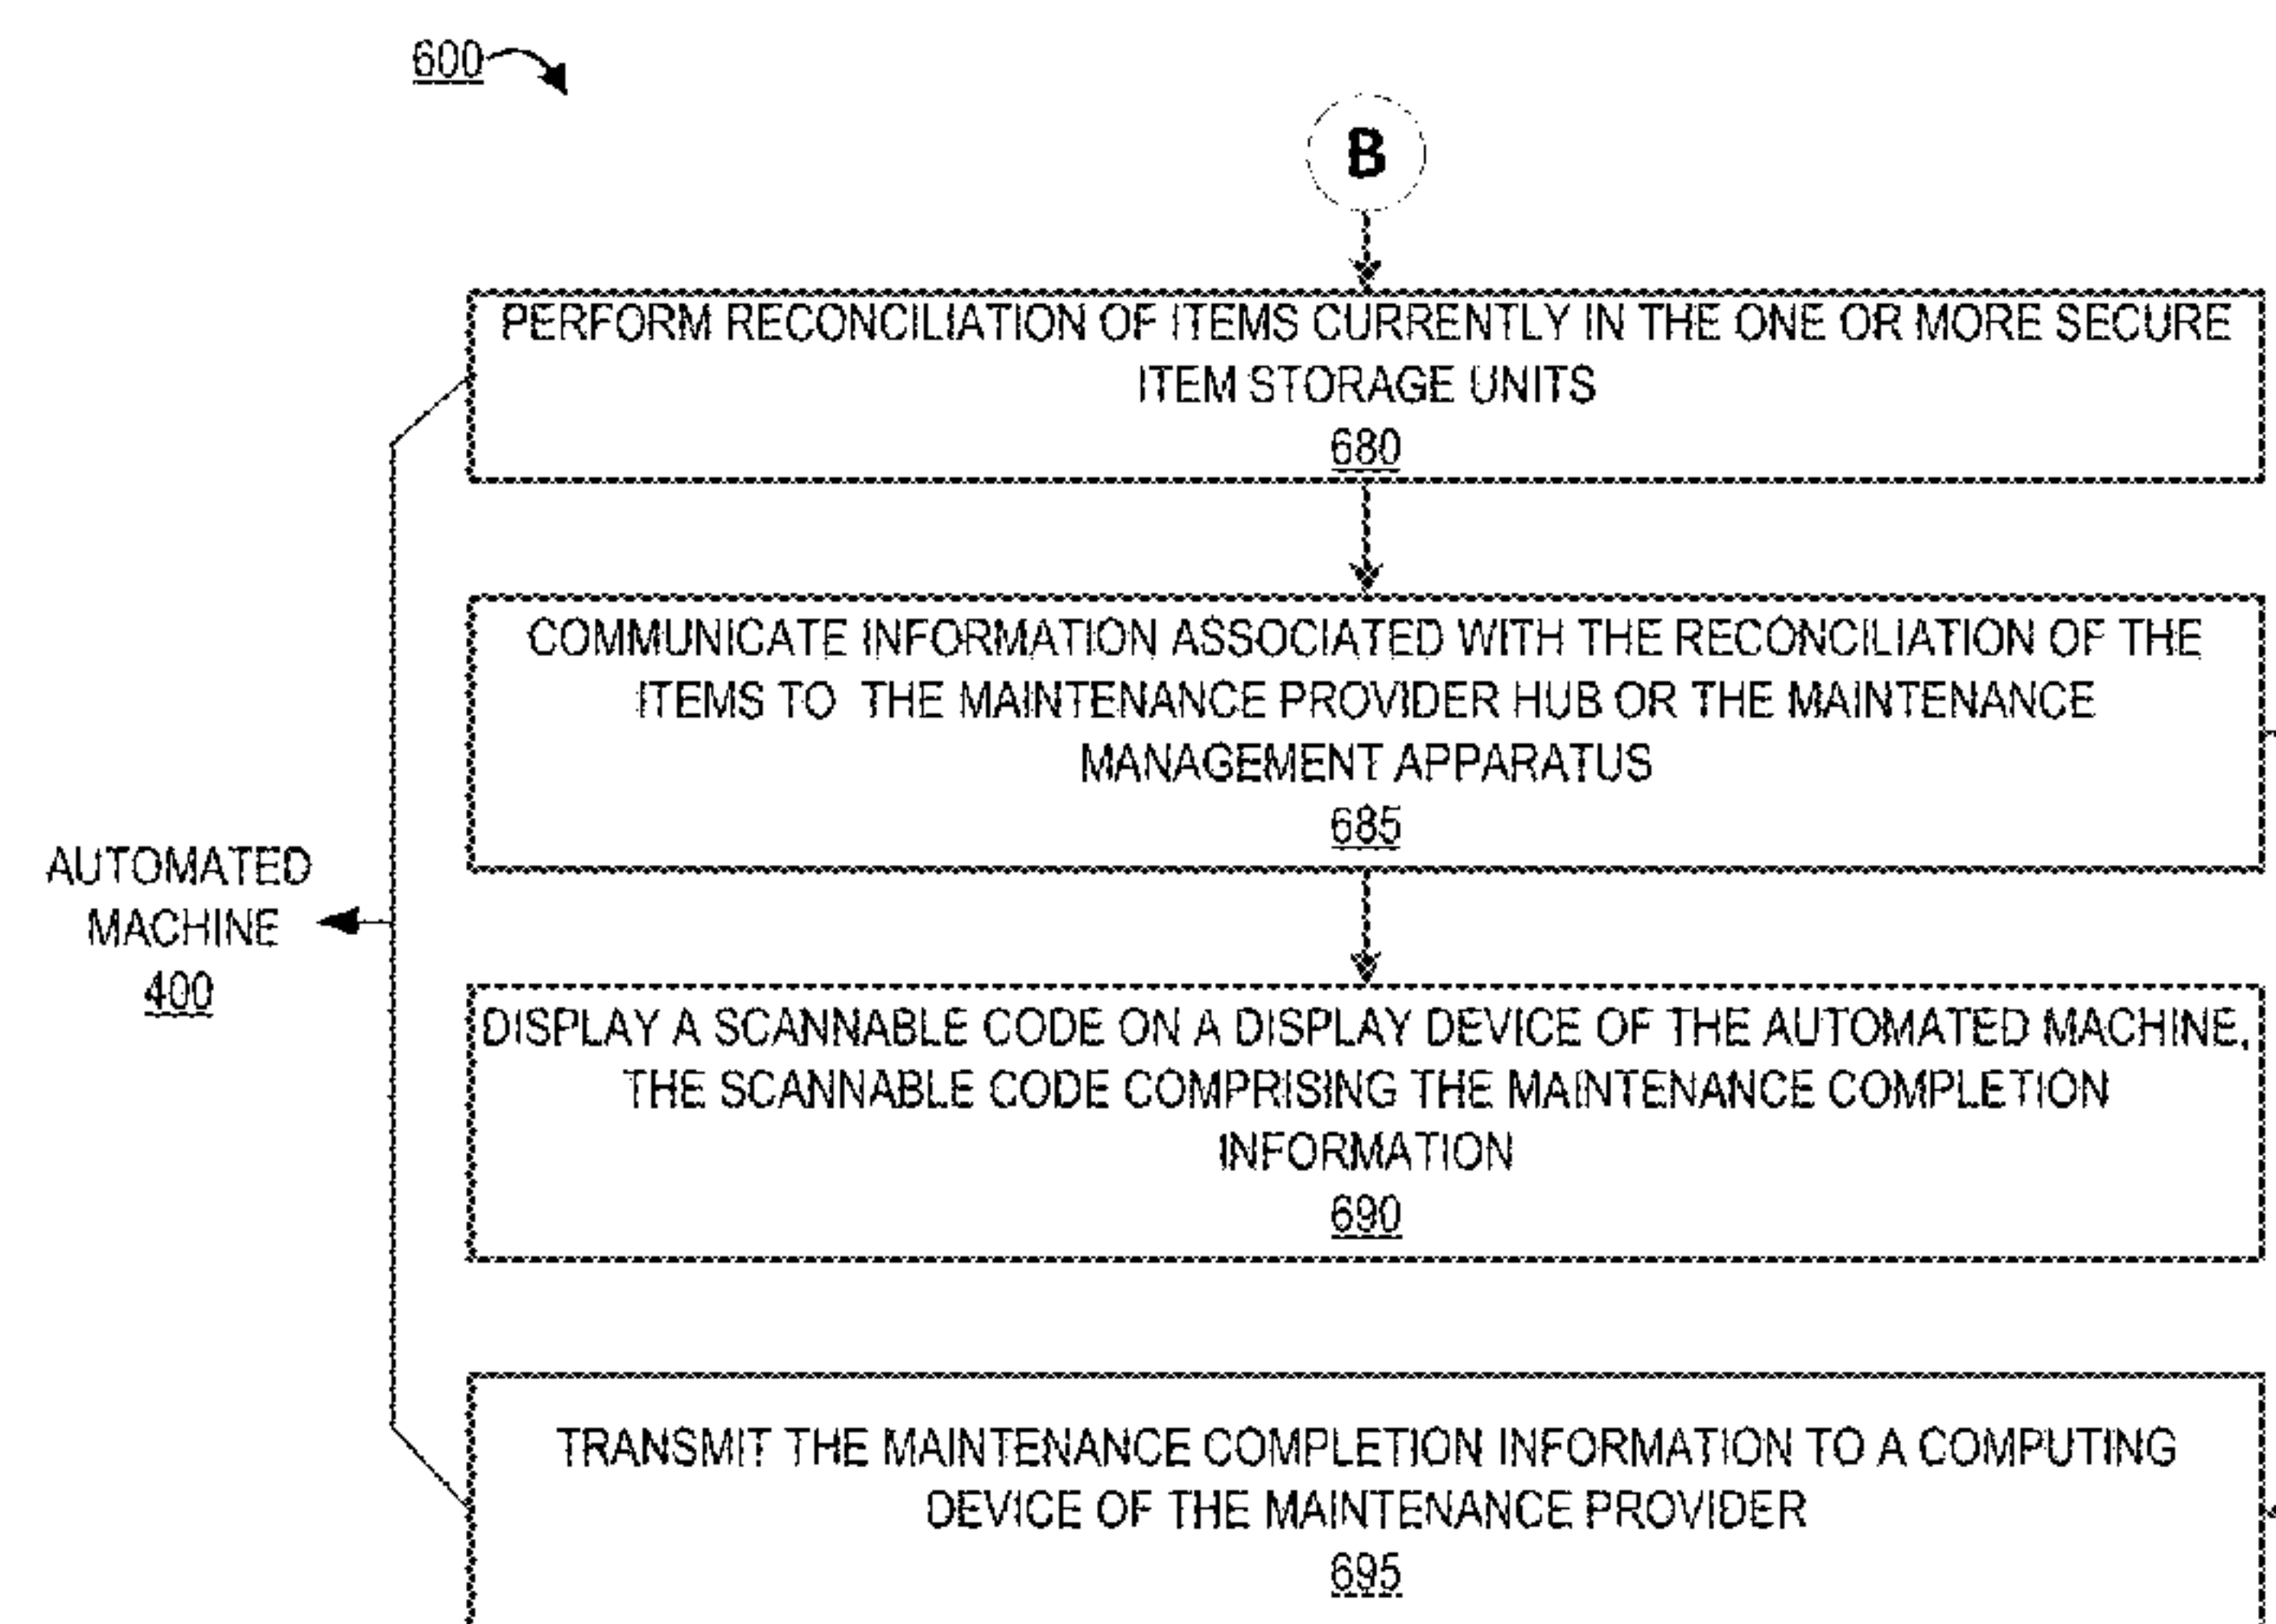 600
B
PERFORM RECONCILIATION OF ITEMS CURRENTLY IN THE ONE OR MORE SECURE
ITEM STORAGE UNITS
680
COMMUNICATE INFORMATION ASSOCIATED WITH THE RECONCILIATION OF THE
ITEMS TO THE MAINTENANCE PROVIDER HUB OR THE MAINTENANCE
MANAGEMENT APPARATUS
685
AUTOMATED
MACHINE
400
DISPLAY A SCANNABLE CODE ON A DISPLAY DEVICE OF THE AUTOMATED MACHINE,
THE SCANNABLE CODE COMPRISING THE MAINTENANCE COMPLETION
INFORMATION
690
TRANSMIT THE MAINTENANCE COMPLETION INFORMATION TO A COMPUTING
DEVICE OF THE MAINTENANCE PROVIDER
695